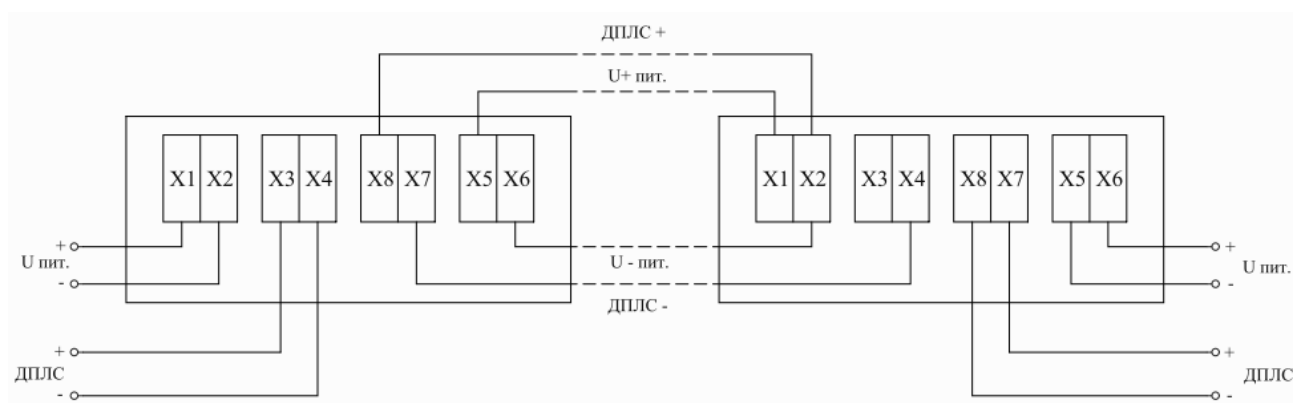 ДПЛС +
U+ пит.
X1 X2 X3 X4 X8 X7 X5 X6
X1 X2 X3 X4 X8 X7 X5 X6
+
U пит.
-
U - пит.
+
U пит.
-
ДПЛС -
+
ДПЛС
-
+
ДПЛС
-